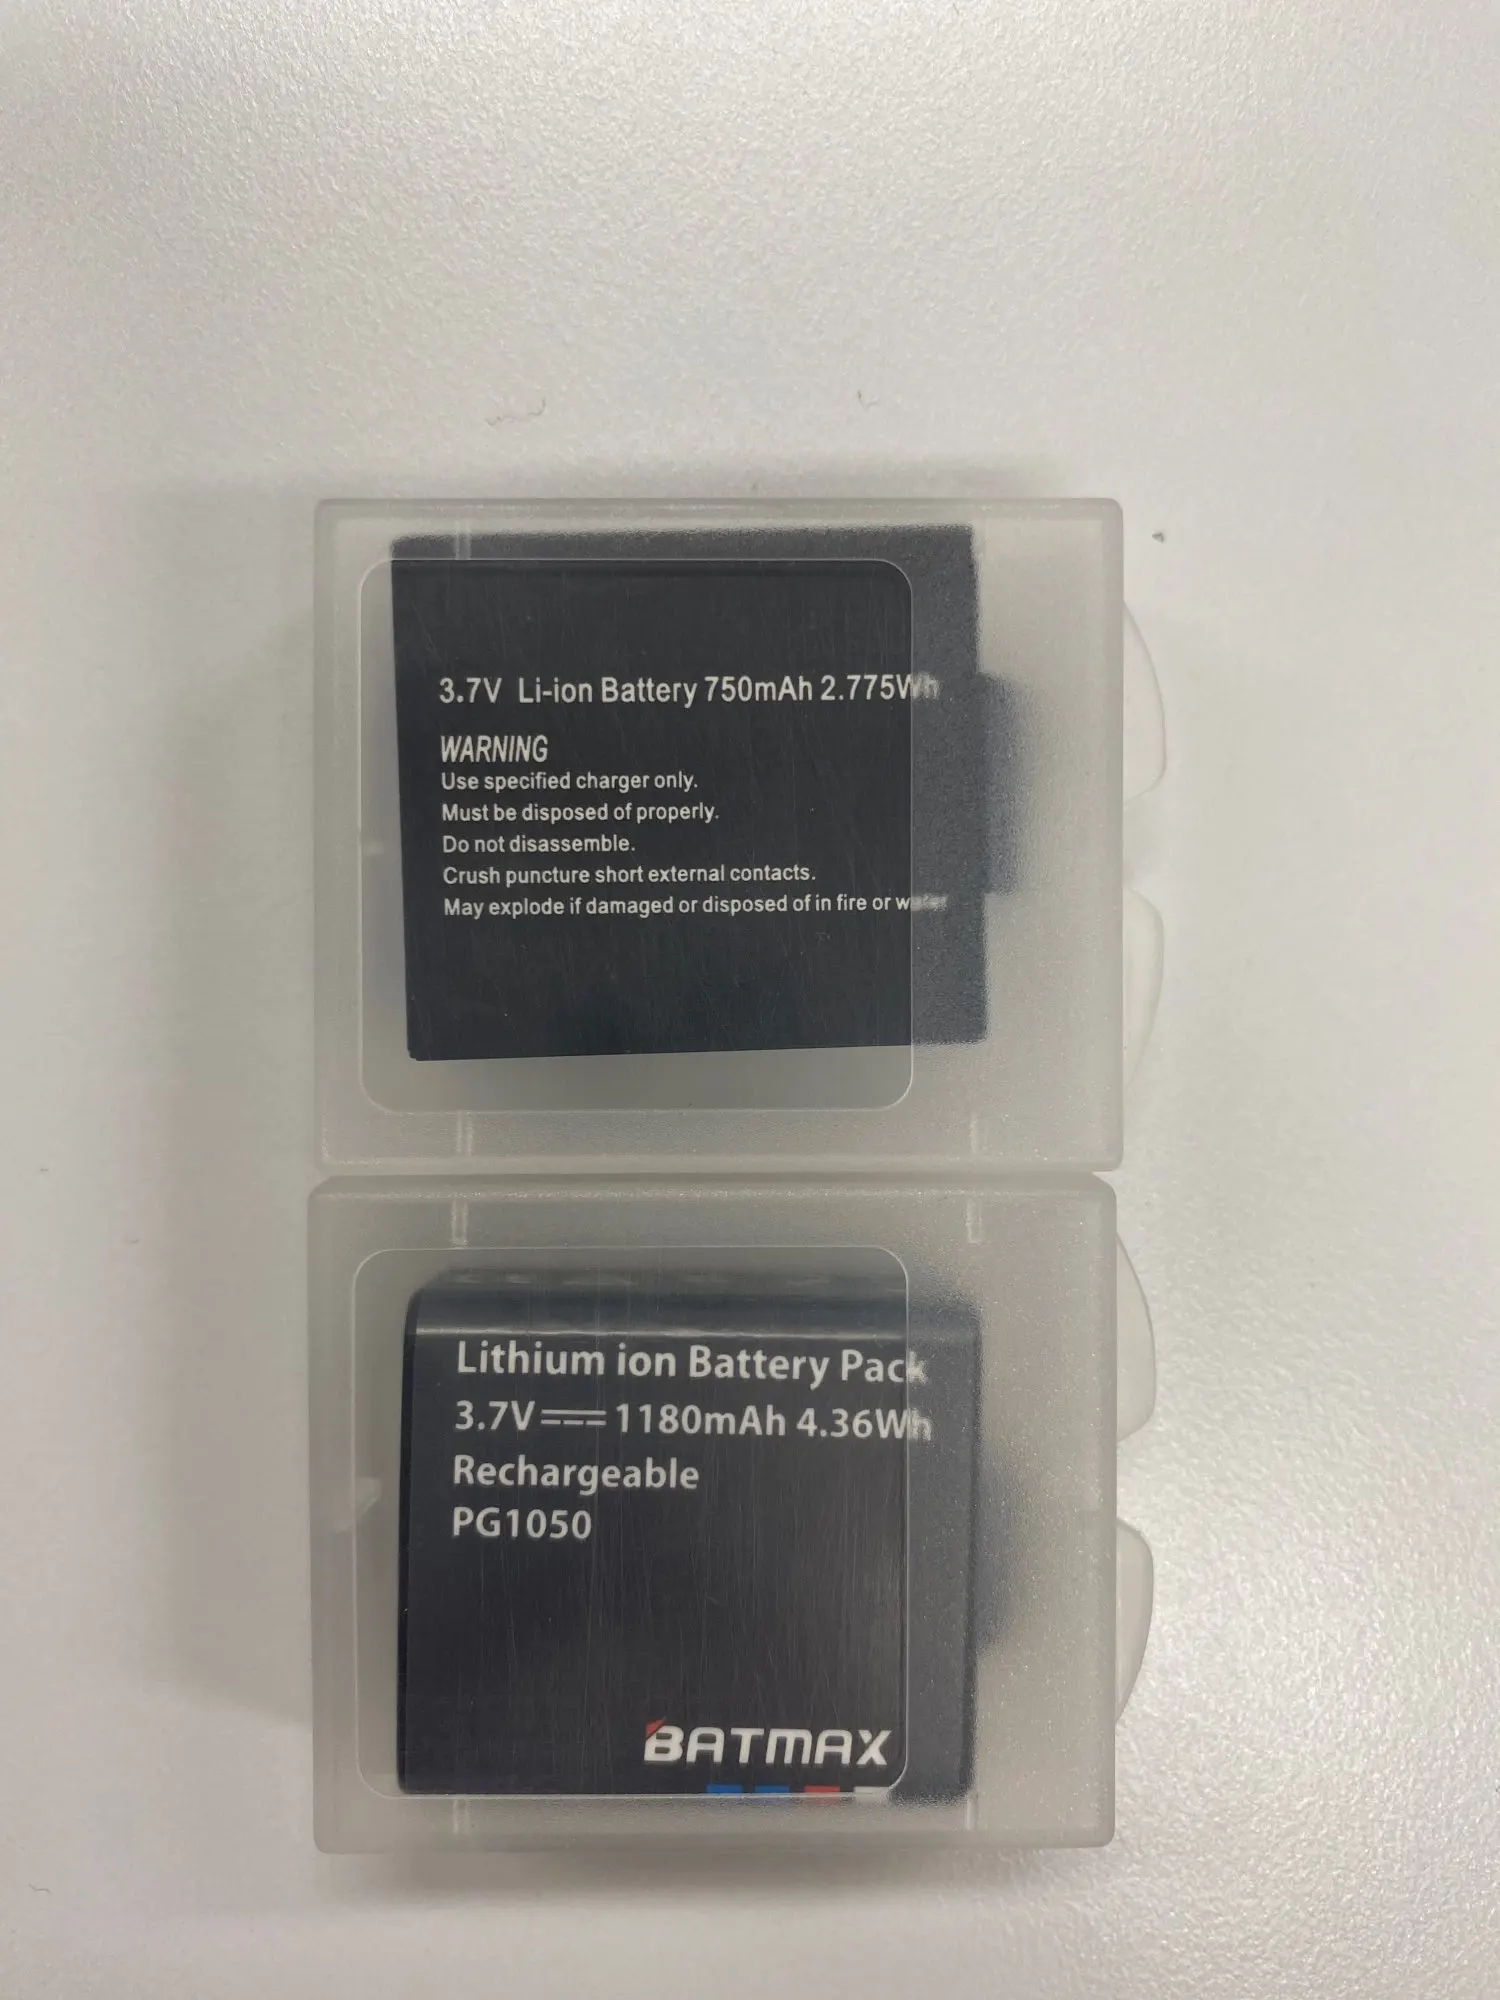 3.7V Li-ion Battery 750mAh 2.775Wh
WARNING
Use specified charger only.
Must be disposed of properly.
Do not disassemble.
Crush puncture short external contacts.
May explode if damaged or disposed of in fire or water
Lithium ion Battery Pack
3.7V⎓1180mAh 4.36Wh
Rechargeable
PG1050
BATMAX